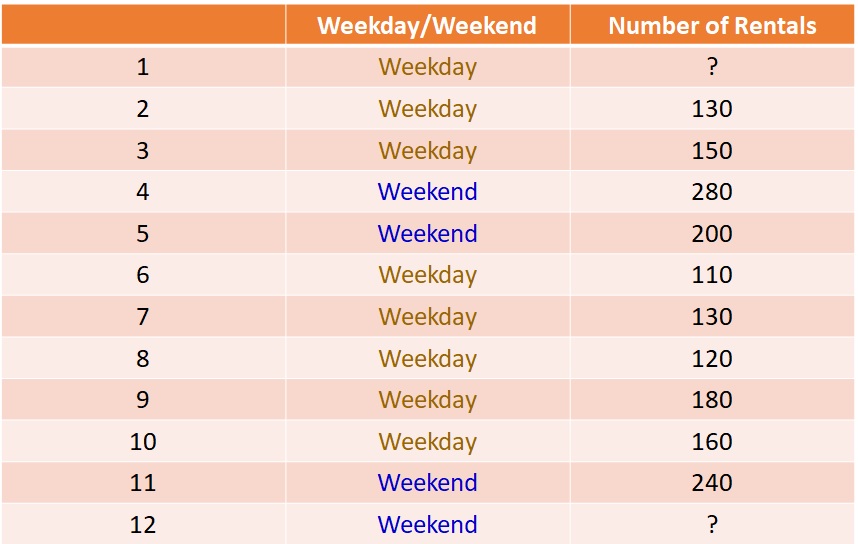 Weekday/Weekend Number of Rentals
1 Weekday ?
2 Weekday 130
3 Weekday 150
4 Weekend 280
5 Weekend 200
6 Weekday 110
7 Weekday 130
8 Weekday 120
9 Weekday 180
10 Weekday 160
11 Weekend 240
12 Weekend ?